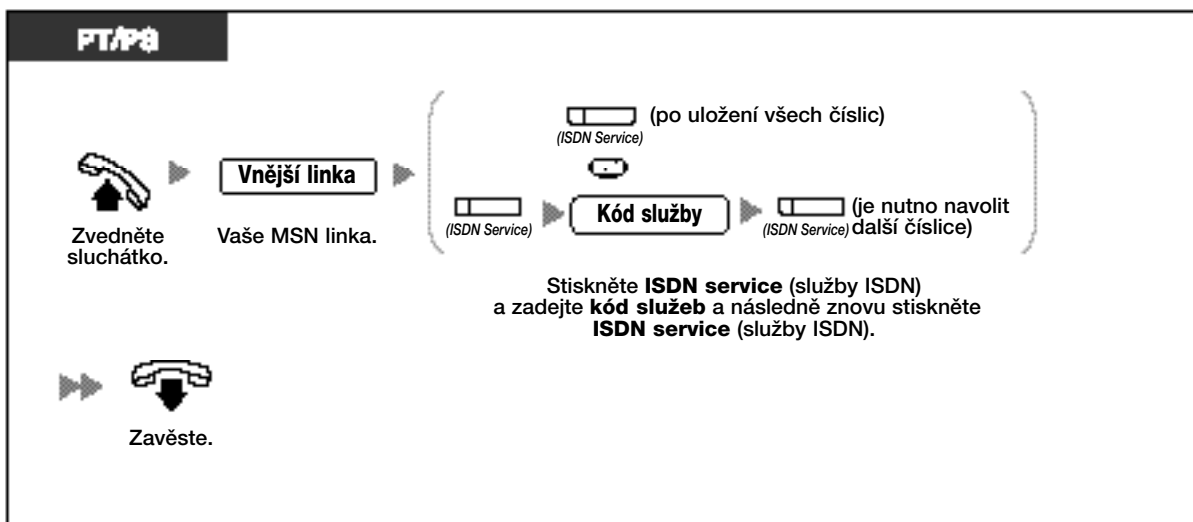 PT/PS
(po uložení všech číslic)
(ISDN Service)
Vnější linka
Kód služby
(je nutno navolit
další číslice)
(ISDN Service)
(ISDN Service)
Zvedněte
sluchátko.
Vaše MSN linka.
Stiskněte ISDN service (služby ISDN)
a zadejte kód služeb a následně znovu stiskněte
ISDN service (služby ISDN).
Zavěste.